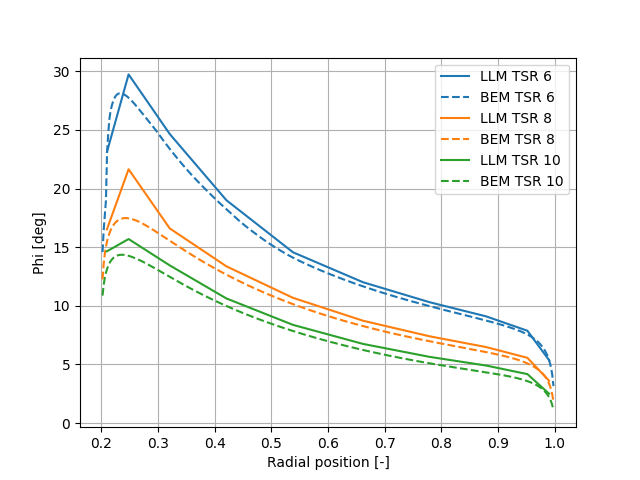 30
25
20
15
10
5
0
Phi [deg]
LLM TSR 6
BEM TSR 6
LLM TSR 8
BEM TSR 8
LLM TSR 10
BEM TSR 10
0.2 0.3 0.4 0.5 0.6 0.7 0.8 0.9 1.0
Radial position [-]